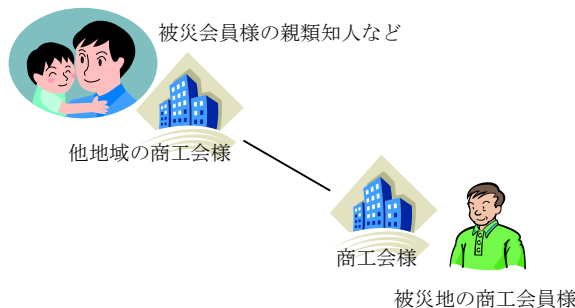 被災会員様の親類知人など
他地域の商工会様
商工会様
被災地の商工会員様